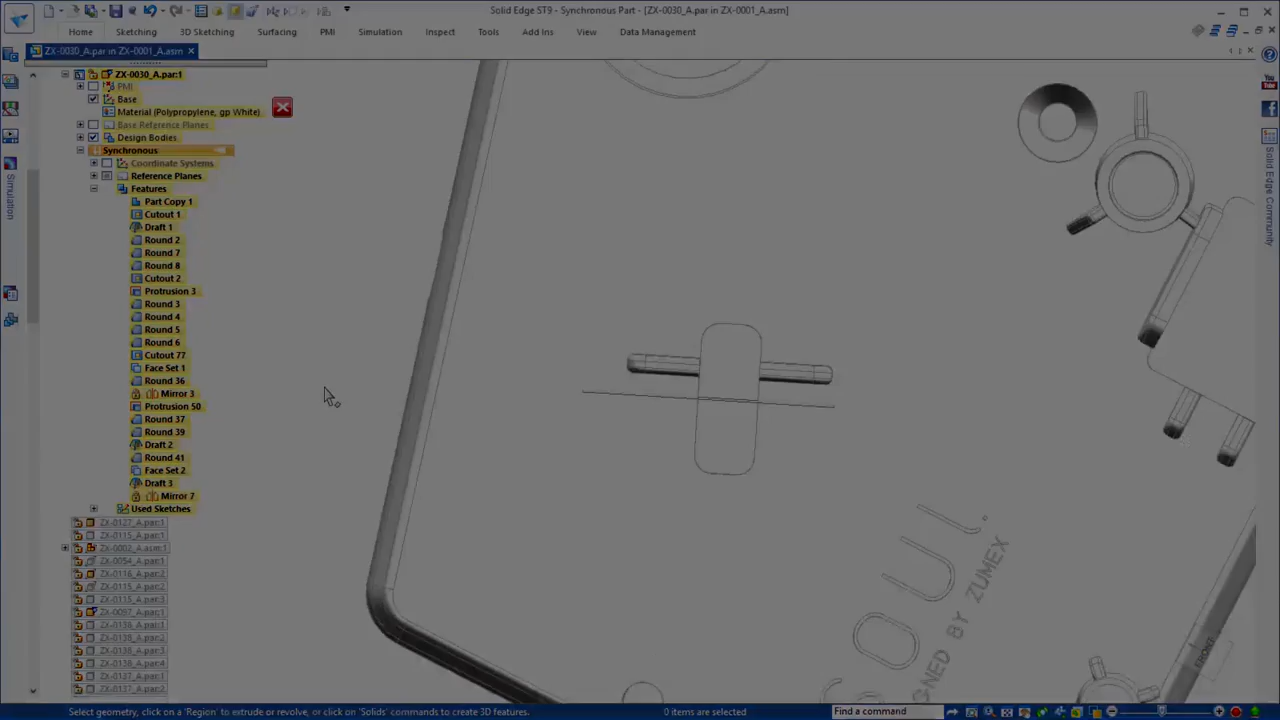 Solid Edge ST9 - Synchronous Part - [ZX-0030_A.par in ZX-0001_A.asm]
Home
Sketching
3D Sketching
Surfacing
PMI
Simulation
Inspect
Tools
Add Ins
View
Data Management
ZX-0030_A.par in ZX-0001_A.asm
ZX-0030_A.par:1
PMI
Base
Material (Polypropylene, gp White)
Base Reference Planes
Design Bodies
Synchronous
Coordinate Systems
Reference Planes
Features
Part Copy 1
Cutout 1
Draft 1
Round 2
Round 7
Round 8
Cutout 2
Protrusion 3
Round 3
Round 4
Round 5
Round 6
Cutout 77
Face Set 1
Round 36
Mirror 3
Protrusion 50
Round 37
Round 39
Draft 2
Round 41
Face Set 2
Draft 3
Mirror 7
Used Sketches
ZX-0127_A.par:1
ZX-0115_A.par:1
ZX-0002_A.asm:1
ZX-0054_A.par:1
ZX-0116_A.par:2
ZX-0115_A.par:2
ZX-0115_A.par:3
ZX-0097_A.par:1
ZX-0136_A.par:1
ZX-0138_A.par:2
ZX-0138_A.par:3
ZX-0138_A.par:4
ZX-0137_A.par:1
ZX-0137_A.par:2
Simulation
You Tube
Solid Edge Community
OUL
GNED BY ZUMEX
FRONT
Select geometry, click on a 'Region' to extrude or revolve, or click on 'Solids' commands to create 3D features.
0 items are selected
Find a command